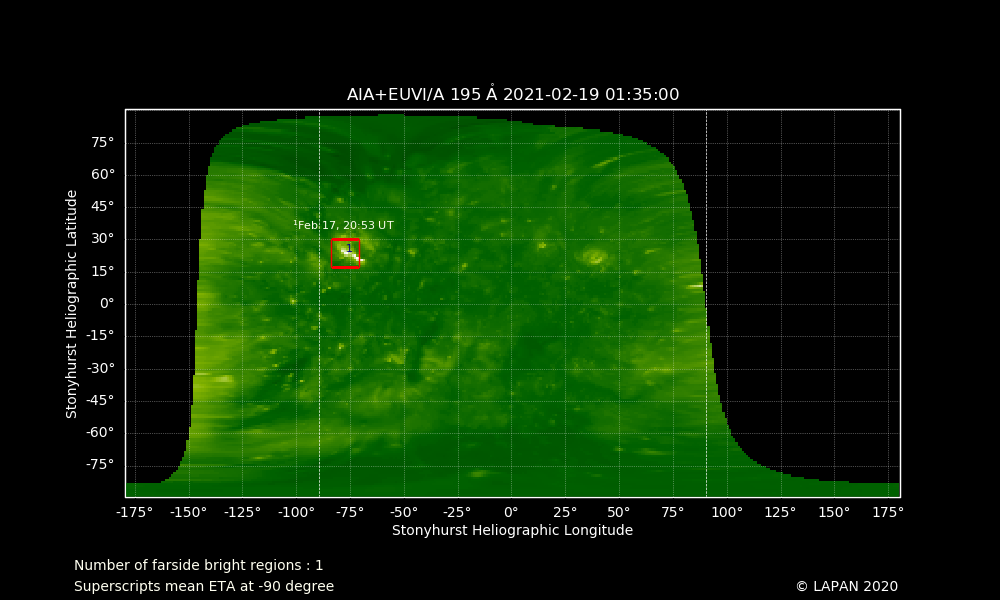 AIA+EUVI/A 195 Å 2021-02-19 01:35:00
Stonyhurst Heliographic Latitude
75°
60°
45°
30°
15°
0°
-15°
-30°
-45°
-60°
-75°
¹Feb 17, 20:53 UT
1
-175° -150° -125° -100° -75° -50° -25° 0° 25° 50° 75° 100° 125° 150° 175°
Stonyhurst Heliographic Longitude
Number of farside bright regions : 1
Superscripts mean ETA at -90 degree
© LAPAN 2020